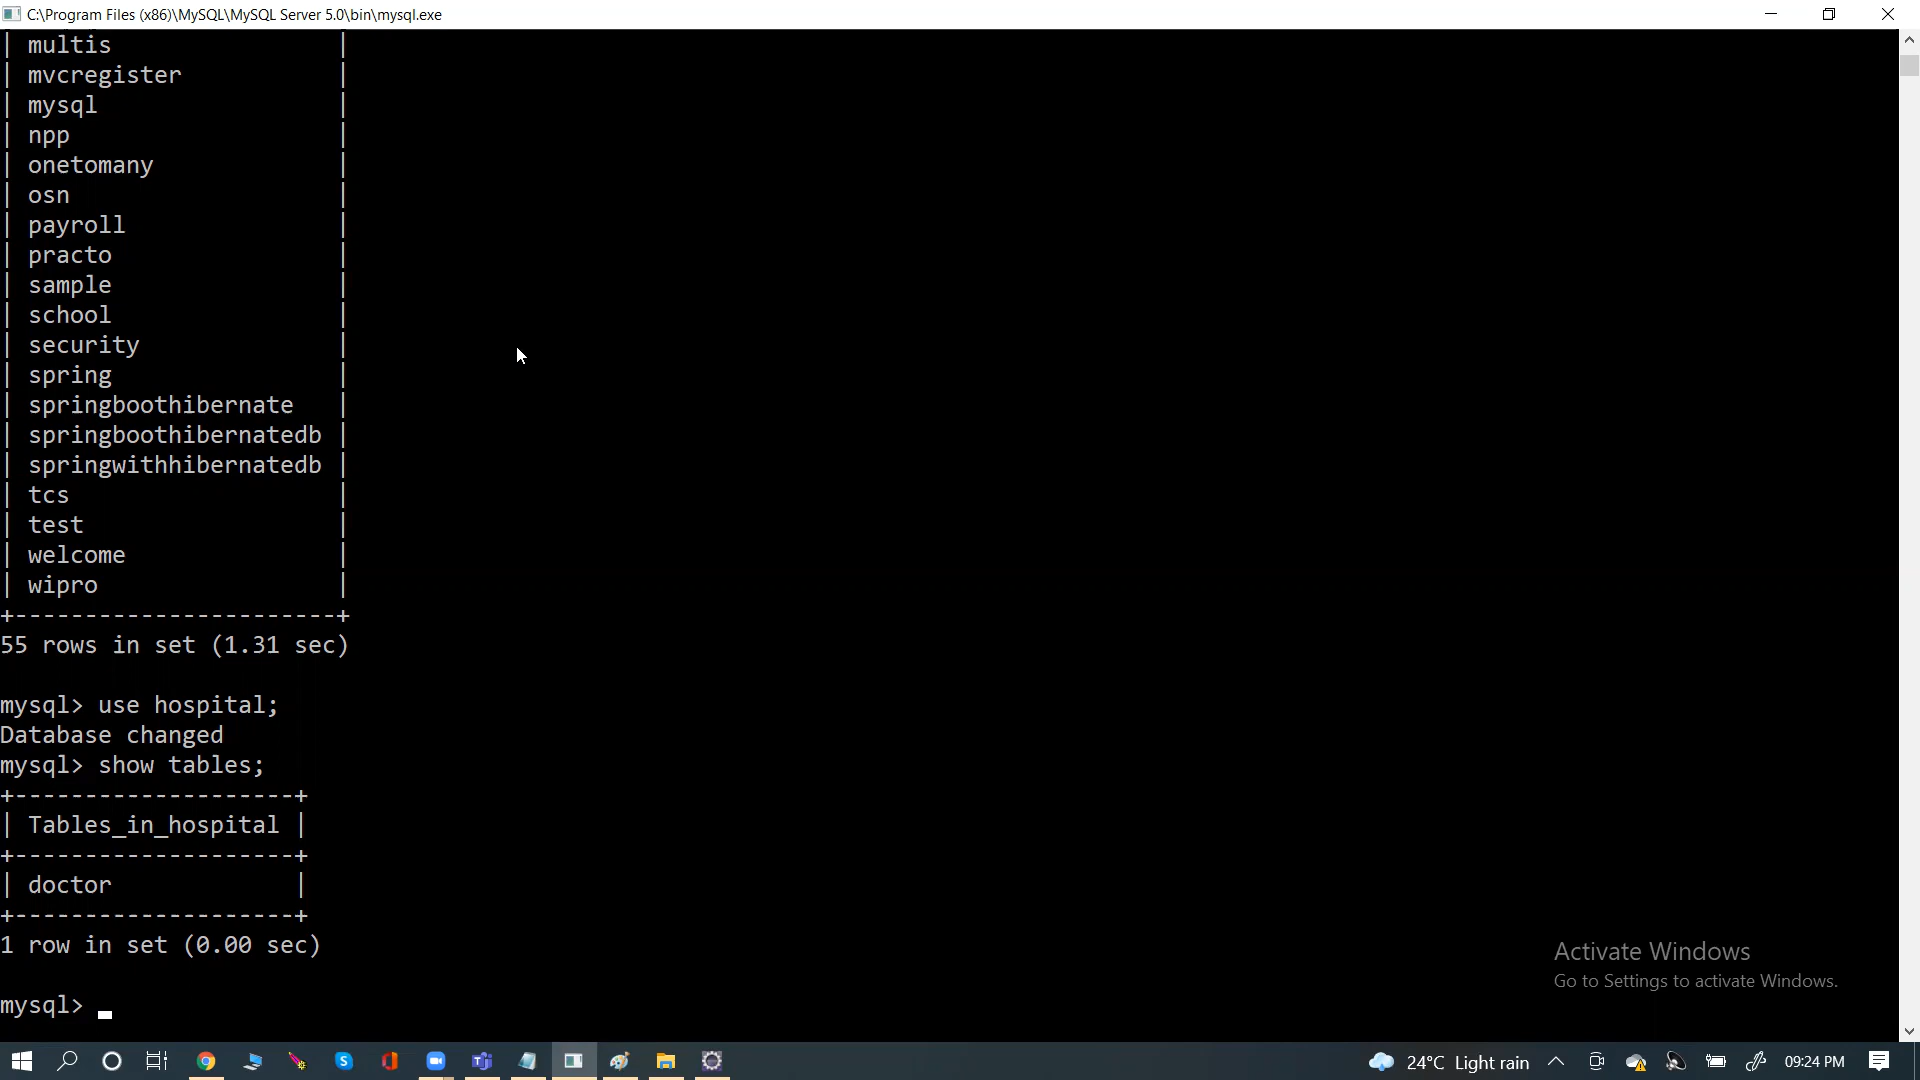 C:\Program Files (x86)\MySQL\MySQL Server 5.0\bin\mysql.exe
| multis |
| mvcregister |
| mysql |
| npp |
| onetomany |
| osn |
| payroll |
| practo |
| sample |
| school |
| security |
| spring |
| springboothibernate |
| springboothibernatedb |
| springwithhibernatedb |
| tcs |
| test |
| welcome |
| wipro |
+-----------------------+
55 rows in set (1.31 sec)
mysql> use hospital;
Database changed
mysql> show tables;
+--------------------+
| Tables_in_hospital |
+--------------------+
| doctor |
+--------------------+
1 row in set (0.00 sec)
mysql>
Activate Windows
Go to Settings to activate Windows.
24°C Light rain
09:24 PM